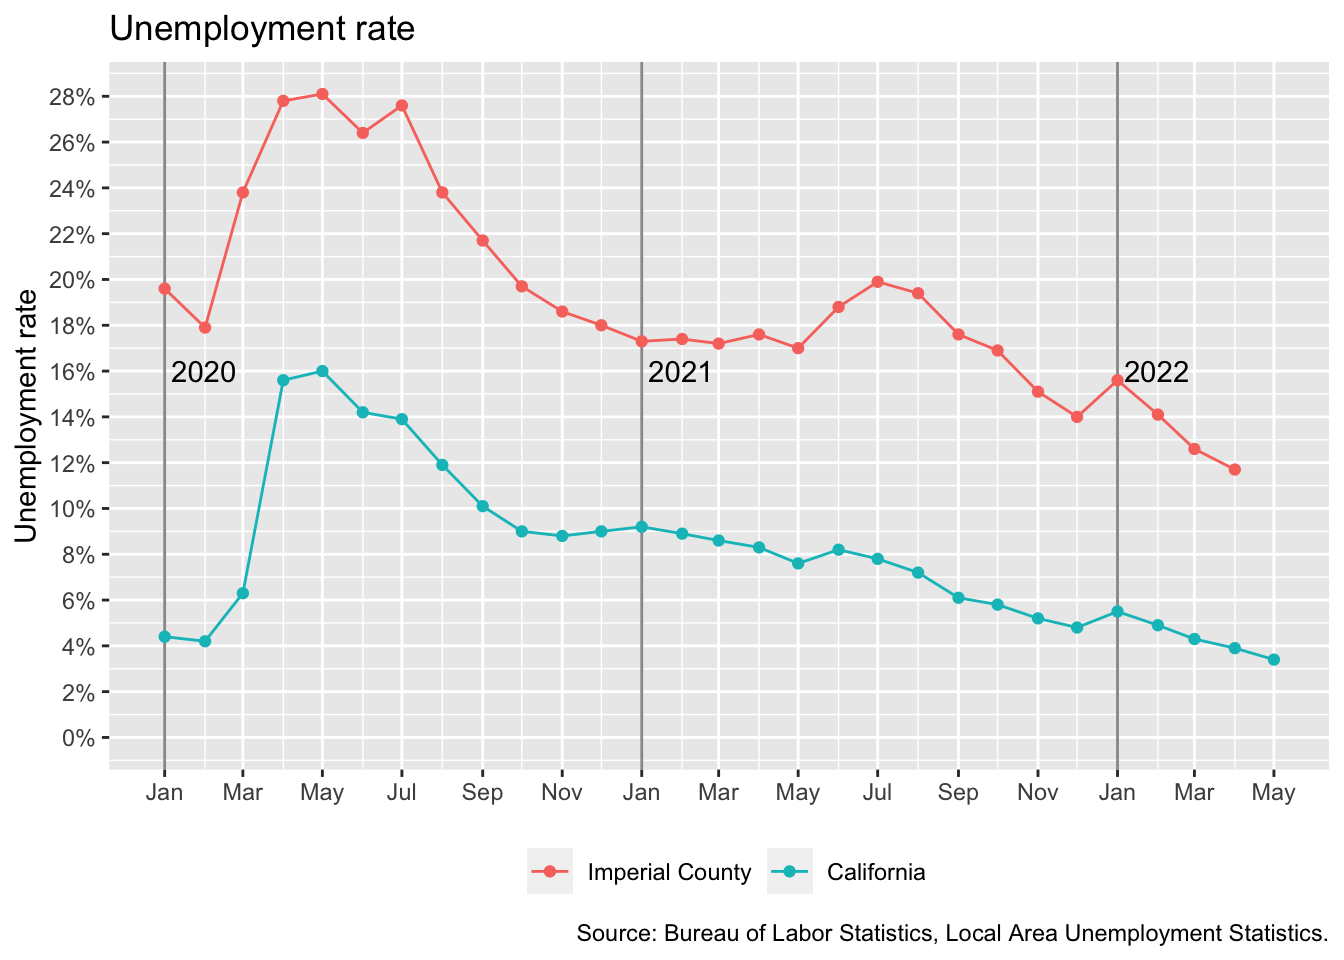 Unemployment rate
Unemployment rate
28%
26%
24%
22%
20%
18%
16%
14%
12%
10%
8%
6%
4%
2%
0%
2020 2021 2022
Jan Mar May Jul Sep Nov Jan Mar May Jul Sep Nov Jan Mar May
Imperial County California
Source: Bureau of Labor Statistics, Local Area Unemployment Statistics.